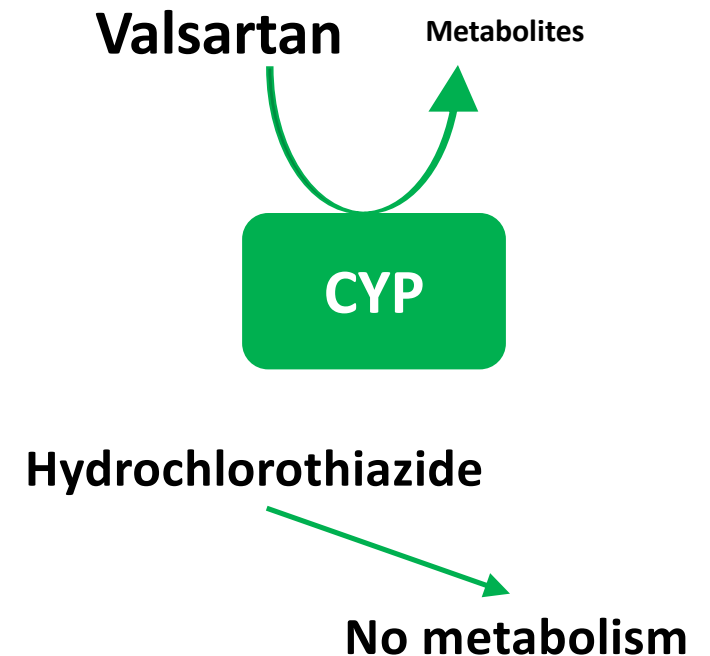 Valsartan
Metabolites
CYP
Hydrochlorothiazide
No metabolism